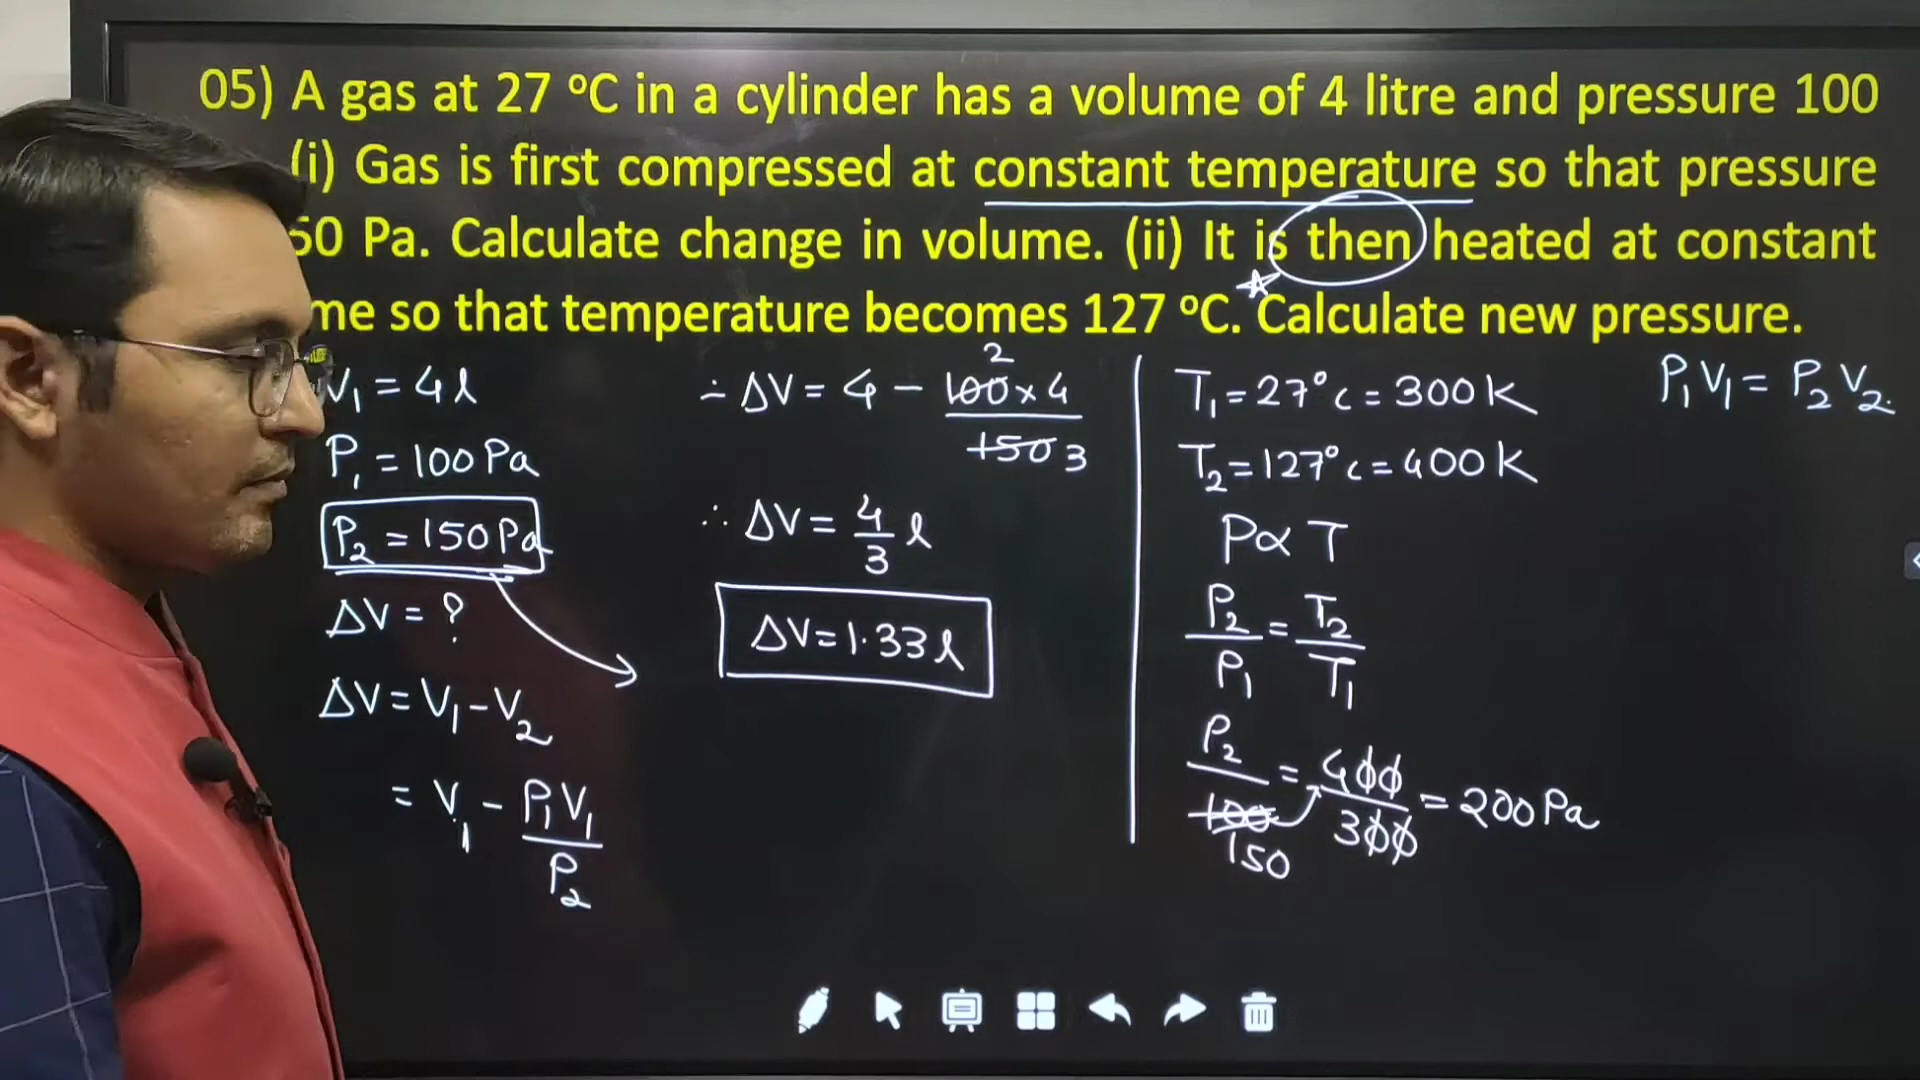 05) A gas at 27 °C in a cylinder has a volume of 4 litre and pressure 100
(i) Gas is first compressed at constant temperature so that pressure
50 Pa. Calculate change in volume. (ii) It is then heated at constant
me so that temperature becomes 127 °C. Calculate new pressure.
V₁ = 4l
P₁ = 100 Pa
P₂ = 150 Pa
ΔV = ?
ΔV = V₁ - V₂
= V₁ - P₁V₁ / P₂
∴ ΔV = 4 - 100 × 4 / 150
2
3
∴ ΔV = 4/3 l
ΔV = 1.33 l
T₁ = 27°c = 300 K
T₂ = 127°c = 400 K
P ∝ T
P₂/P₁ = T₂/T₁
P₂/100 = 400/300 = 200 Pa
150
P₁V₁ = P₂V₂.